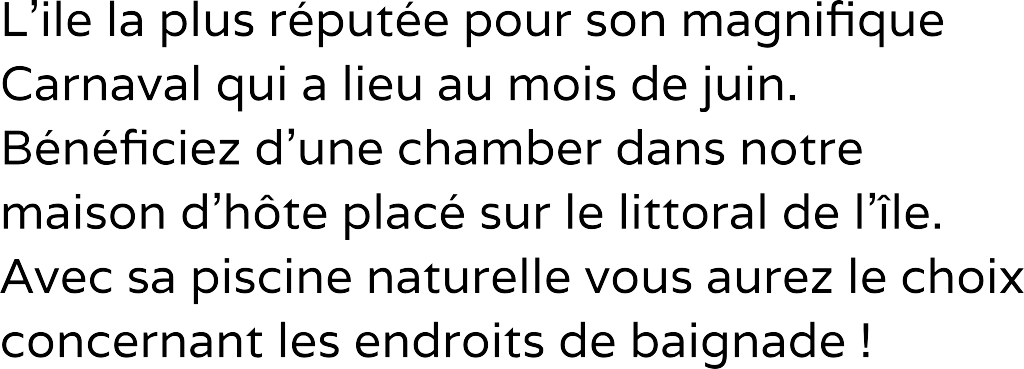 L’ile la plus réputée pour son magnifique
Carnaval qui a lieu au mois de juin.
Bénéficiez d’une chamber dans notre
maison d’hôte placé sur le littoral de l’île.
Avec sa piscine naturelle vous aurez le choix
concernant les endroits de baignade !